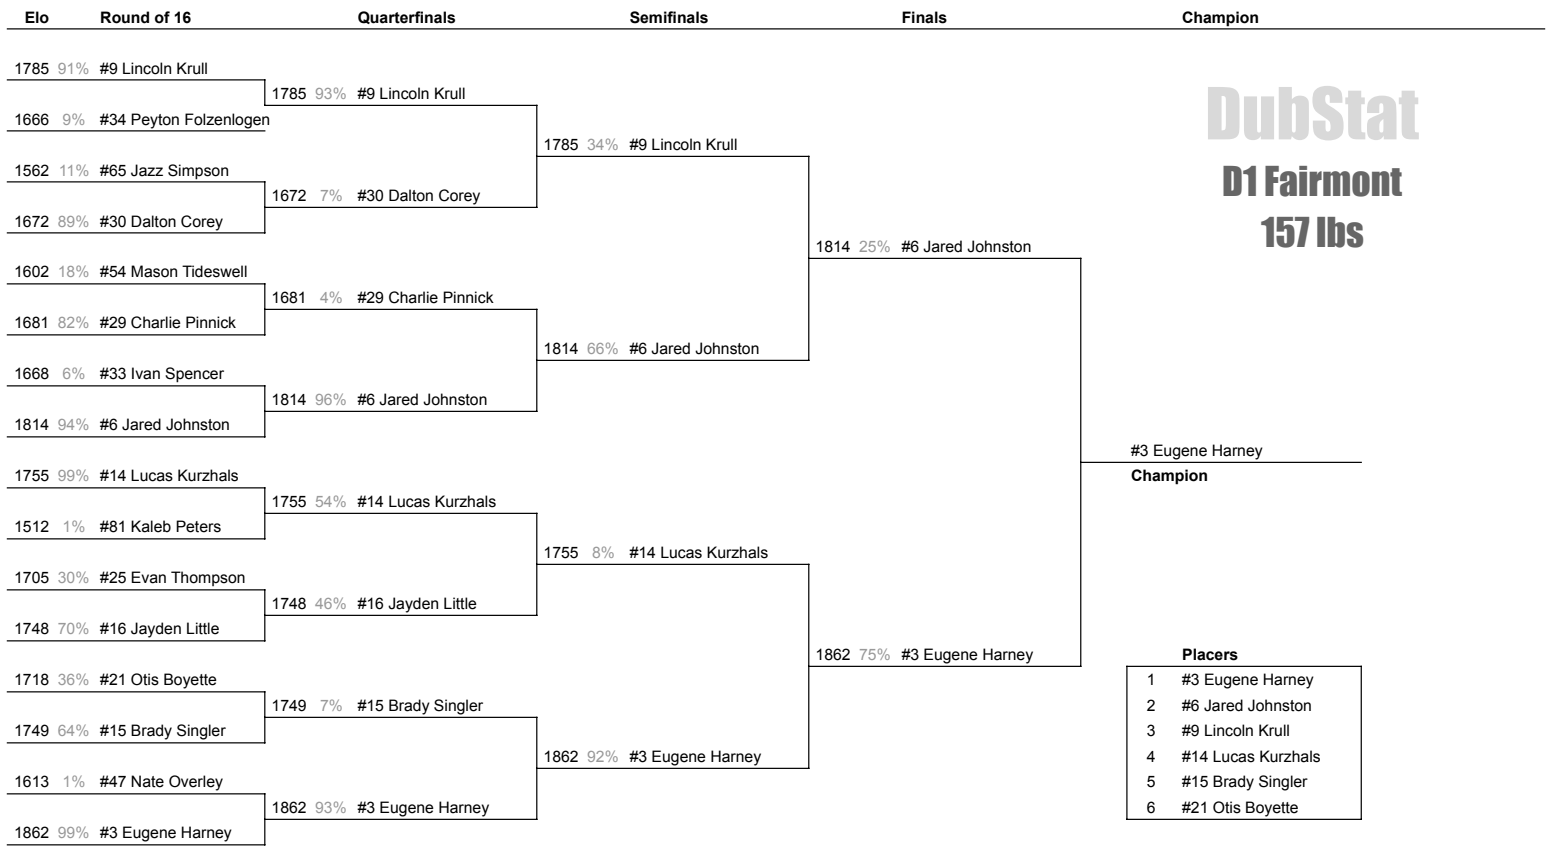 Elo Round of 16 Quarterfinals Semifinals Finals Champion
1785 91% #9 Lincoln Krull
1785 93% #9 Lincoln Krull
DubStat
1666 9% #34 Peyton Folzenlogen
1785 34% #9 Lincoln Krull
1562 11% #65 Jazz Simpson
D1 Fairmont
1672 7% #30 Dalton Corey
1672 89% #30 Dalton Corey
157 lbs
1814 25% #6 Jared Johnston
1602 18% #54 Mason Tideswell
1681 4% #29 Charlie Pinnick
1681 82% #29 Charlie Pinnick
1814 66% #6 Jared Johnston
1668 6% #33 Ivan Spencer
1814 96% #6 Jared Johnston
1814 94% #6 Jared Johnston
#3 Eugene Harney
1755 99% #14 Lucas Kurzhals
Champion
1755 54% #14 Lucas Kurzhals
1512 1% #81 Kaleb Peters
1755 8% #14 Lucas Kurzhals
1705 30% #25 Evan Thompson
1748 46% #16 Jayden Little
1748 70% #16 Jayden Little
1862 75% #3 Eugene Harney
Placers
1718 36% #21 Otis Boyette
1 #3 Eugene Harney
1749 7% #15 Brady Singler
2 #6 Jared Johnston
1749 64% #15 Brady Singler
3 #9 Lincoln Krull
1862 92% #3 Eugene Harney
4 #14 Lucas Kurzhals
1613 1% #47 Nate Overley
5 #15 Brady Singler
1862 93% #3 Eugene Harney
6 #21 Otis Boyette
1862 99% #3 Eugene Harney